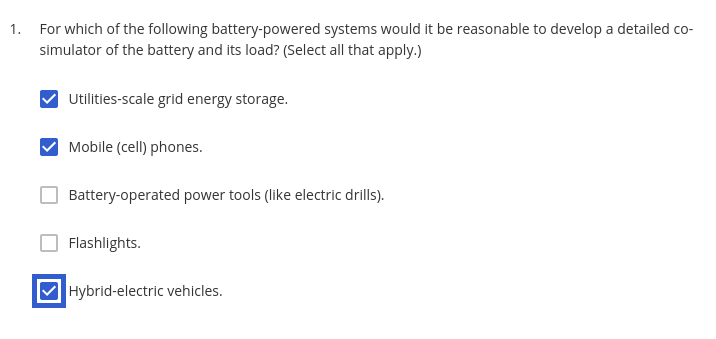 1. For which of the following battery-powered systems would it be reasonable to develop a detailed co-
simulator of the battery and its load? (Select all that apply.)
Utilities-scale grid energy storage.
Mobile (cell) phones.
Battery-operated power tools (like electric drills).
Flashlights.
Hybrid-electric vehicles.